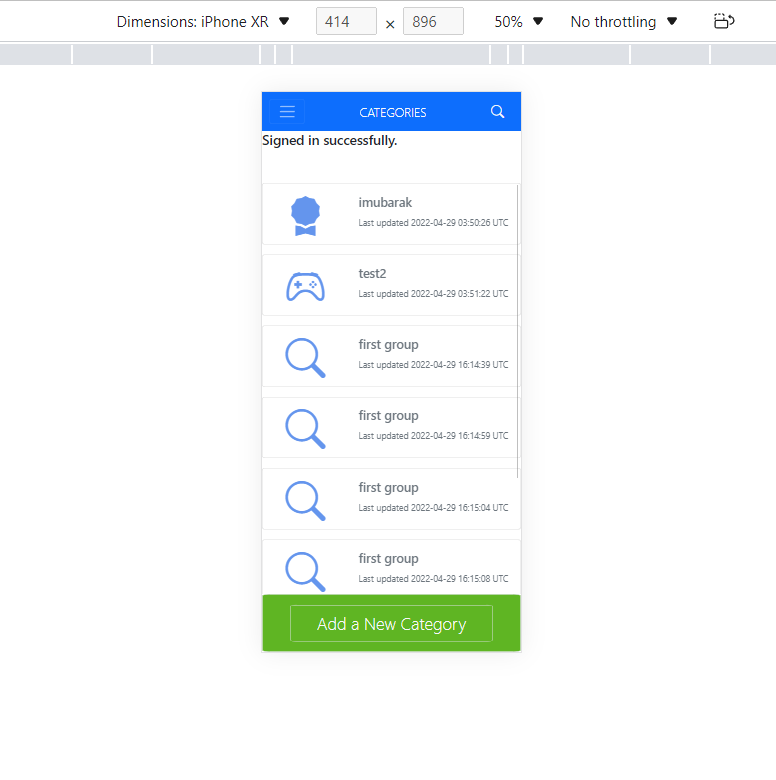 Dimensions: iPhone XR 414 × 896 50% No throttling
CATEGORIES
Signed in successfully.
imubarak
Last updated 2022-04-29 03:50:26 UTC
test2
Last updated 2022-04-29 03:51:22 UTC
first group
Last updated 2022-04-29 16:14:39 UTC
first group
Last updated 2022-04-29 16:14:59 UTC
first group
Last updated 2022-04-29 16:15:04 UTC
first group
Last updated 2022-04-29 16:15:08 UTC
Add a New Category